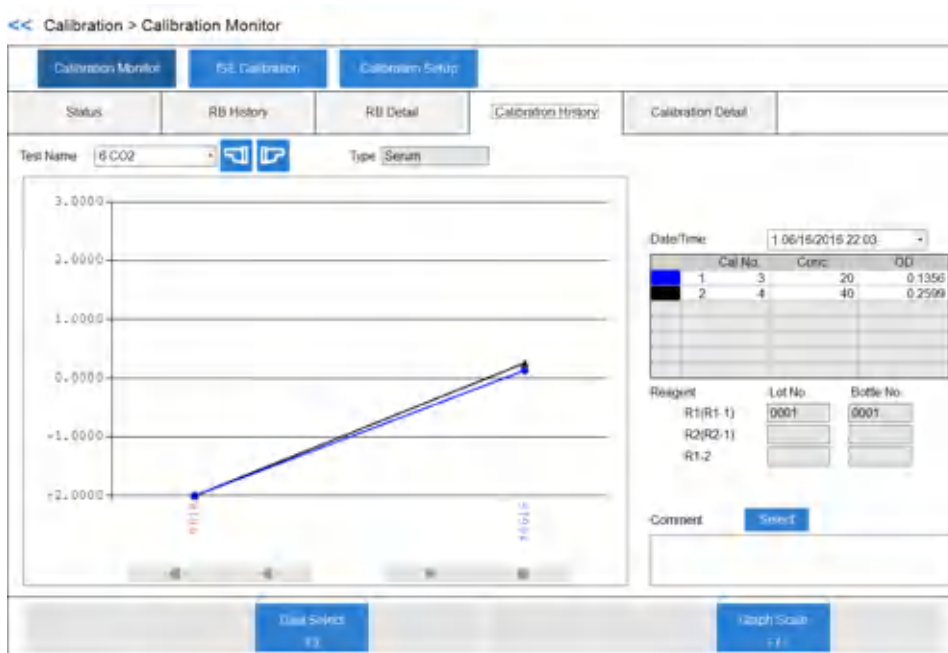 << Calibration > Calibration Monitor
Calibration Monitor ISE Calibration Calibration Setup
Status RB History RB Detail Calibration History Calibration Detail
Test Name 6.CO2 Type Serum
3.0000
2.0000
1.0000
0.0000
-1.0000
-2.0000
Date/Time 1.06/16/2016 22:03
Cal No. Conc. OD
1 3 20 0.1356
2 4 40 0.2599
Reagent Lot No. Bottle No.
R1(R1-1) 0001 0001
R2(R2-1)
R1-2
Comment Select
Data Select
Graph Scale